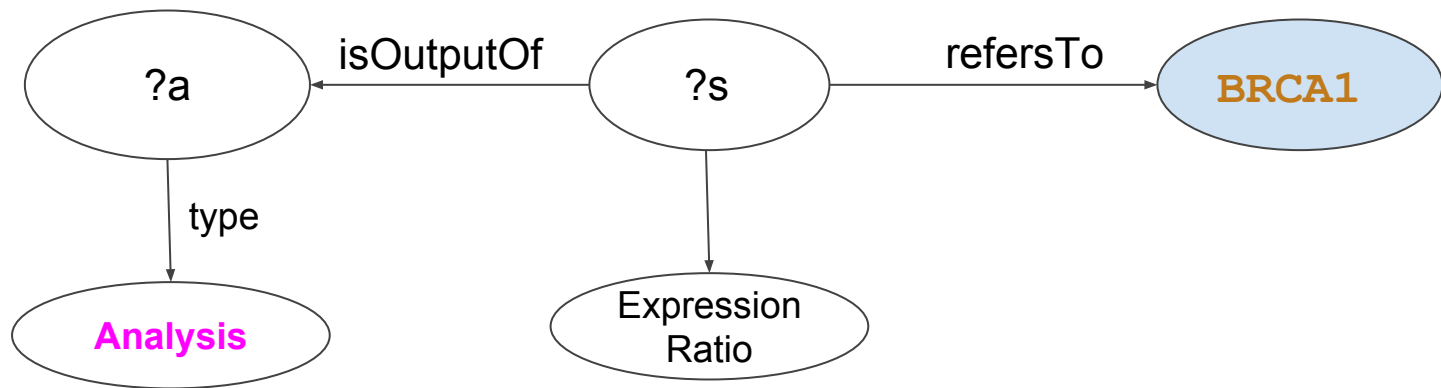 ?a
isOutputOf
?s
refersTo
BRCA1
type
Analysis
Expression
Ratio